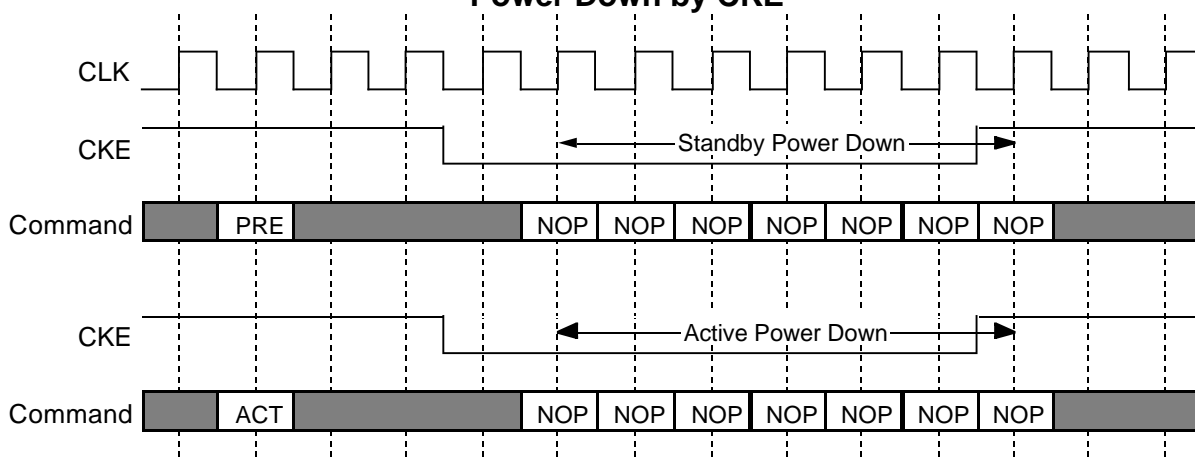 Power Down by CKE
CLK
CKE
Standby Power Down
Command
PRE NOP NOP NOP NOP NOP NOP NOP
CKE
Active Power Down
Command
ACT NOP NOP NOP NOP NOP NOP NOP